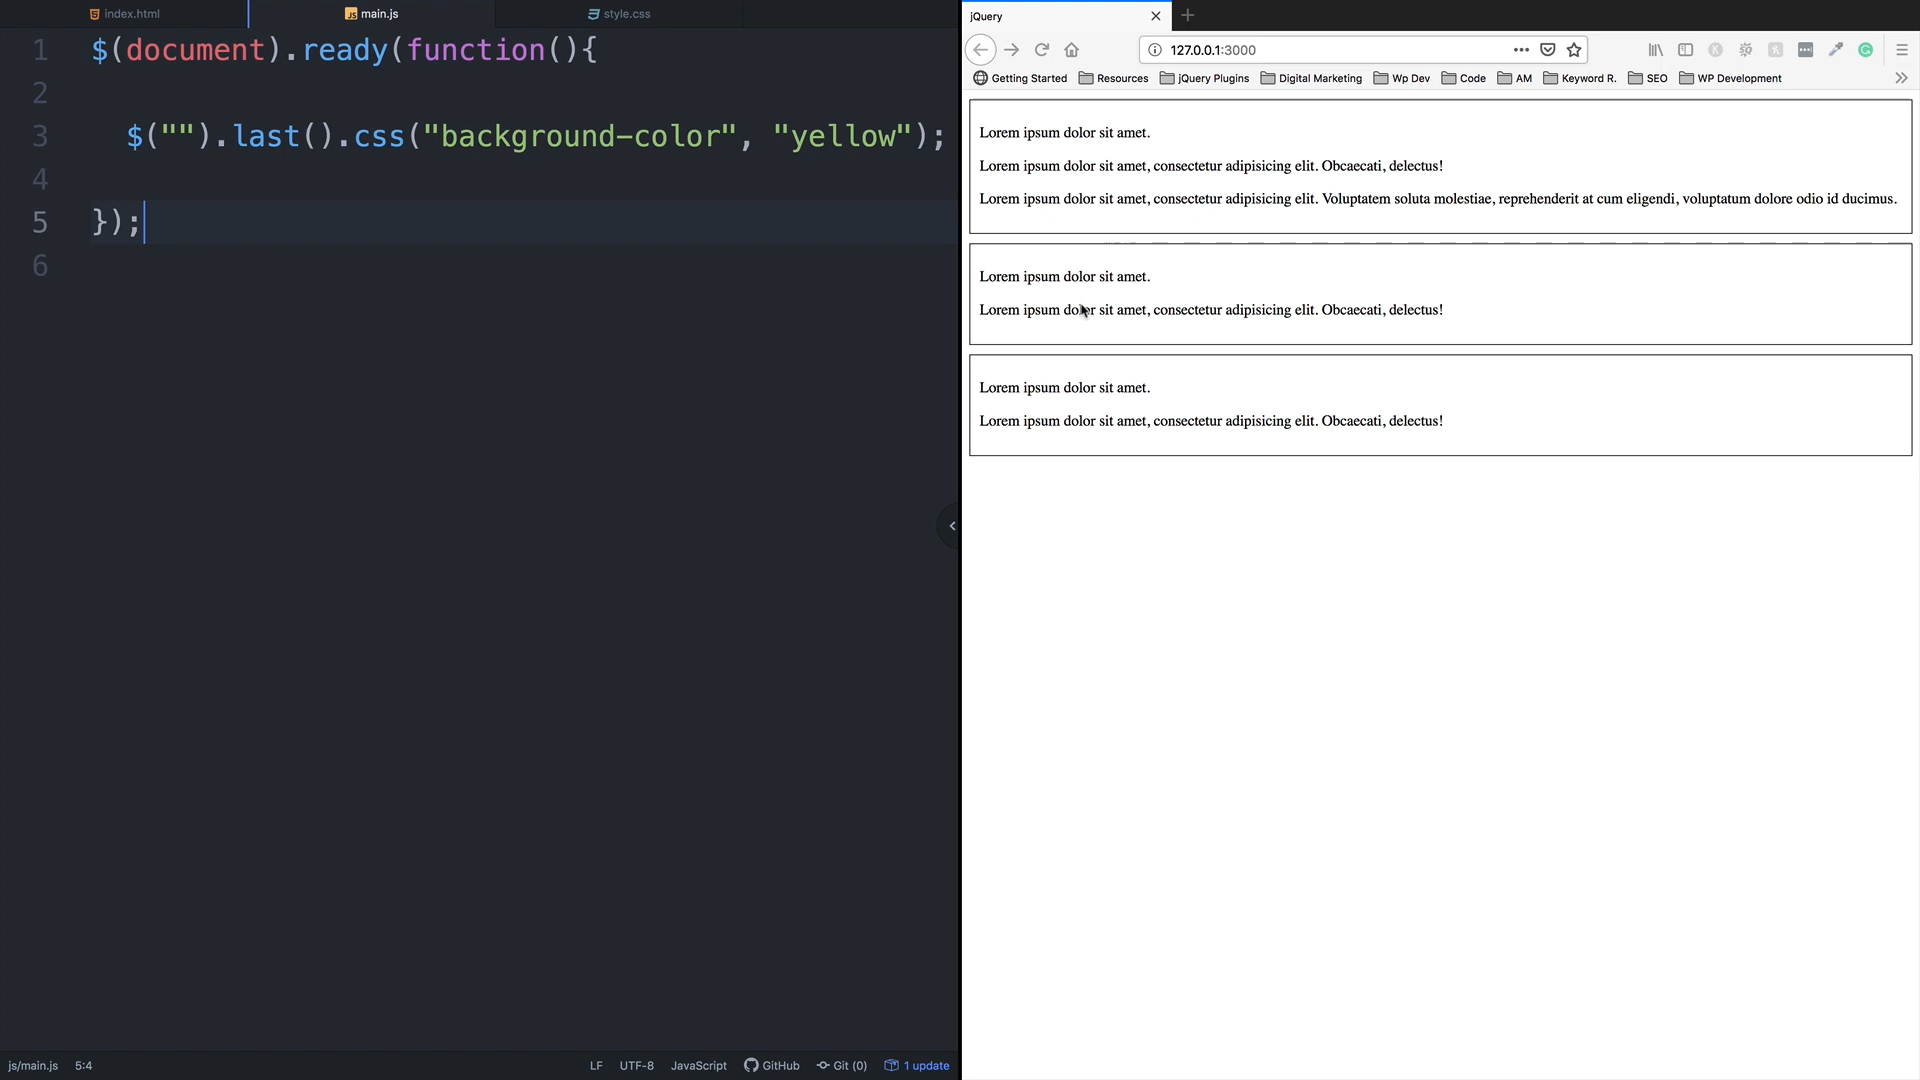 index.html
main.js
style.css
1 $(document).ready(function(){
2
3 $("").last().css("background-color", "yellow");
4
5 });
6
js/main.js 5:4
LF UTF-8 JavaScript GitHub Git (0) 1 update
jQuery
127.0.0.1:3000
Getting Started Resources jQuery Plugins Digital Marketing Wp Dev Code AM Keyword R. SEO WP Development
Lorem ipsum dolor sit amet.
Lorem ipsum dolor sit amet, consectetur adipisicing elit. Obcaecati, delectus!
Lorem ipsum dolor sit amet, consectetur adipisicing elit. Voluptatem soluta molestiae, reprehenderit at cum eligendi, voluptatum dolore odio id ducimus.
Lorem ipsum dolor sit amet.
Lorem ipsum dolor sit amet, consectetur adipisicing elit. Obcaecati, delectus!
Lorem ipsum dolor sit amet.
Lorem ipsum dolor sit amet, consectetur adipisicing elit. Obcaecati, delectus!